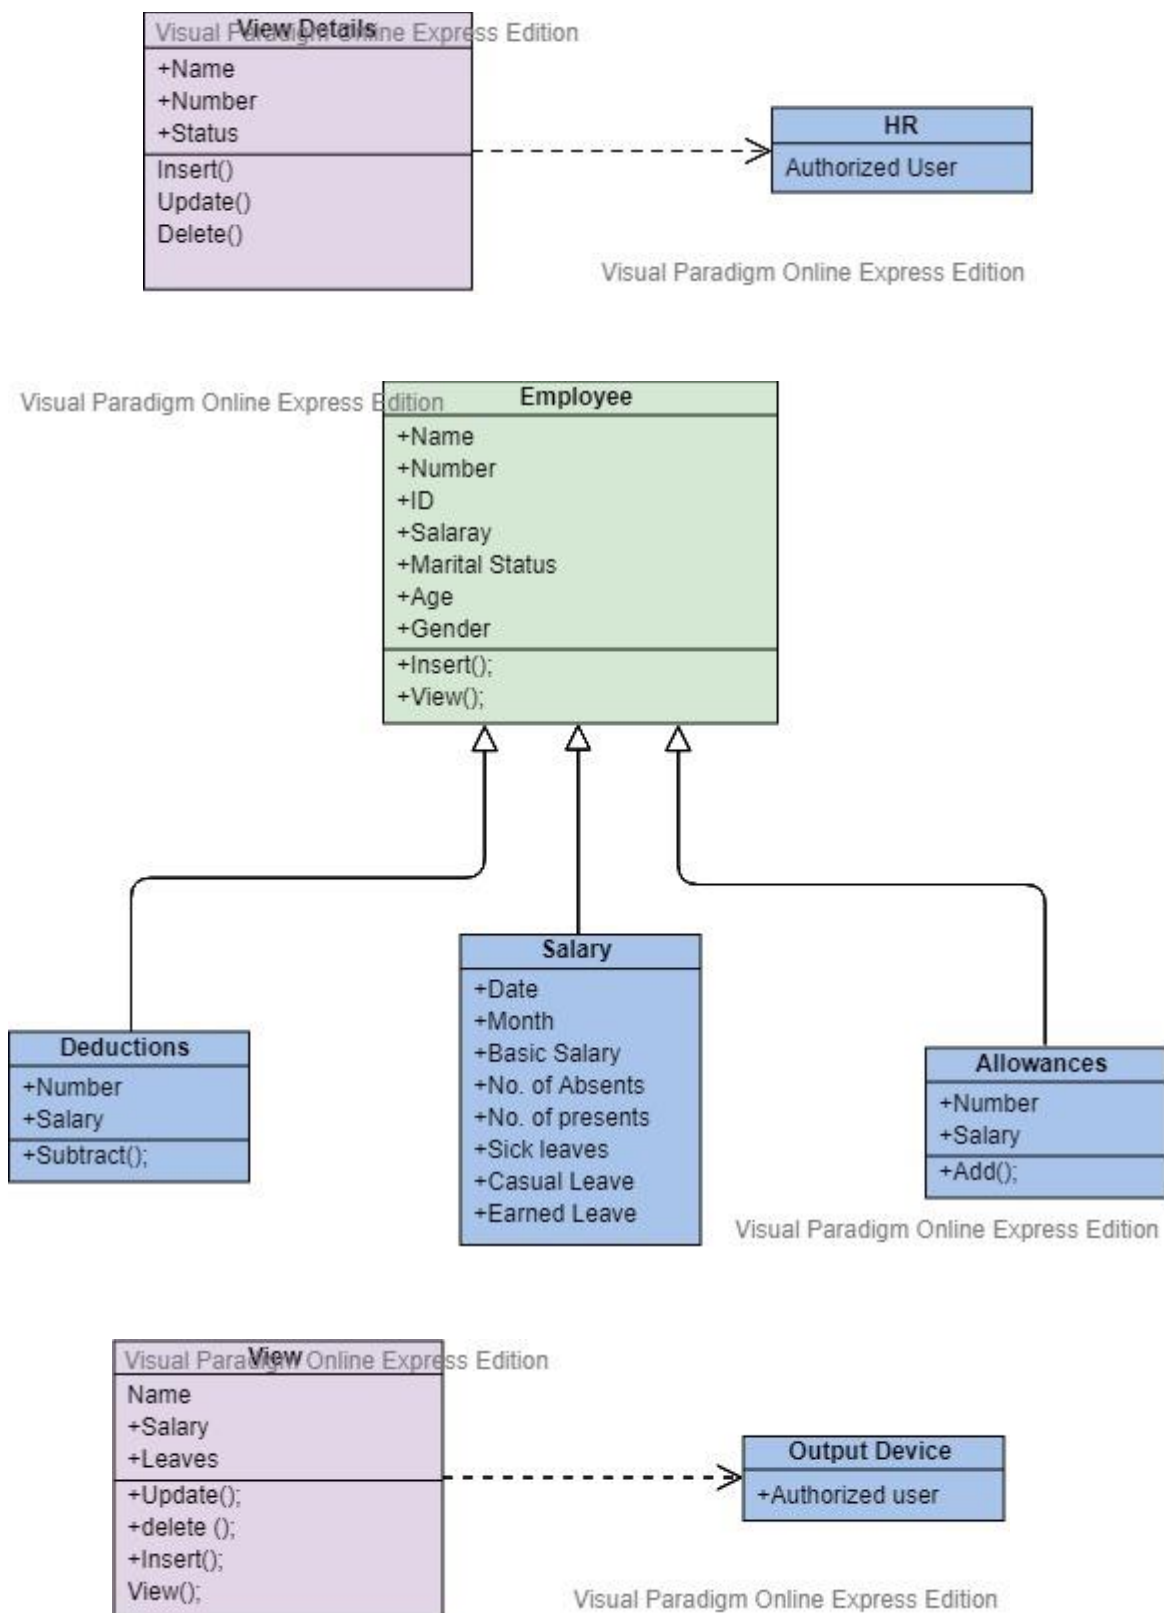 View Details
Visual Paradigm Online Express Edition
+Name
+Number
+Status
Insert()
Update()
Delete()
HR
Authorized User
Visual Paradigm Online Express Edition
Visual Paradigm Online Express Edition
Employee
+Name
+Number
+ID
+Salaray
+Marital Status
+Age
+Gender
+Insert();
+View();
Deductions
+Number
+Salary
+Subtract();
Salary
+Date
+Month
+Basic Salary
+No. of Absents
+No. of presents
+Sick leaves
+Casual Leave
+Earned Leave
Allowances
+Number
+Salary
+Add();
Visual Paradigm Online Express Edition
View
Visual Paradigm Online Express Edition
Name
+Salary
+Leaves
+Update();
+delete ();
+Insert();
View();
Output Device
+Authorized user
Visual Paradigm Online Express Edition